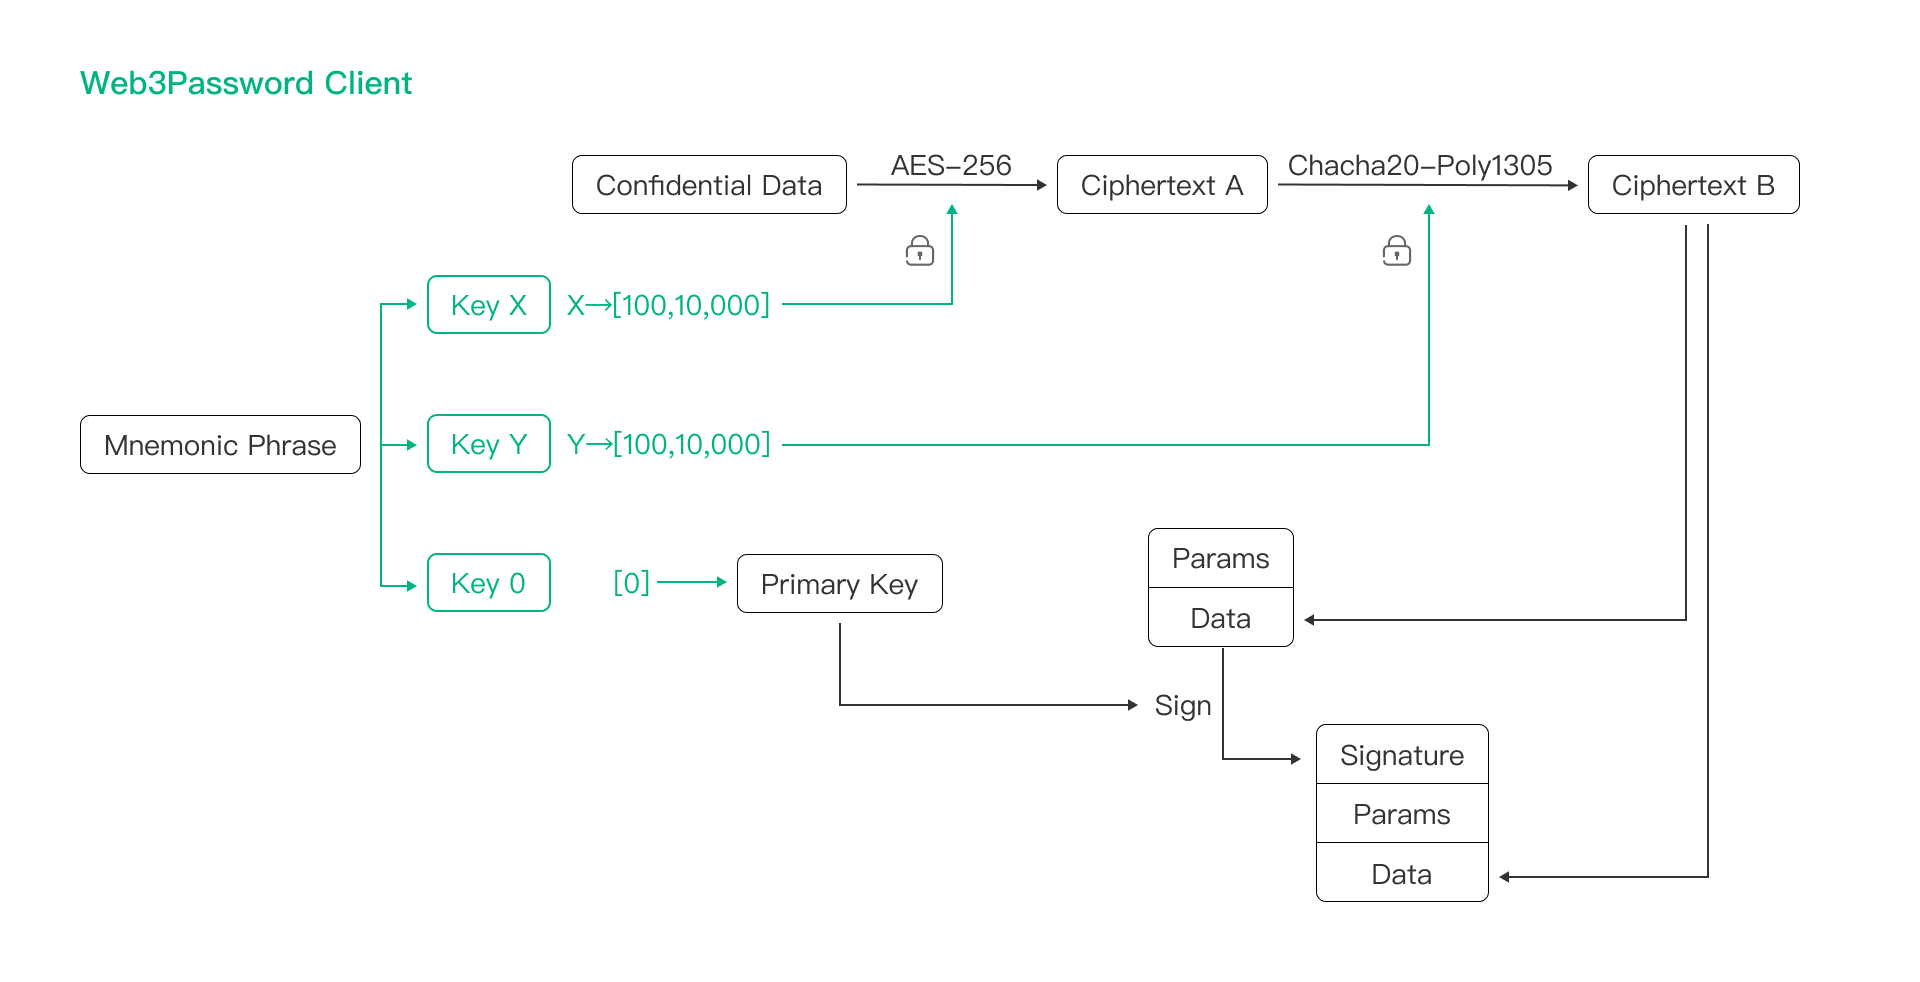 Web3Password Client
Confidential Data
AES-256
Ciphertext A
Chacha20-Poly1305
Ciphertext B
Key X
X→[100,10,000]
Mnemonic Phrase
Key Y
Y→[100,10,000]
Key 0
[0]
Primary Key
Params
Data
Sign
Signature
Params
Data